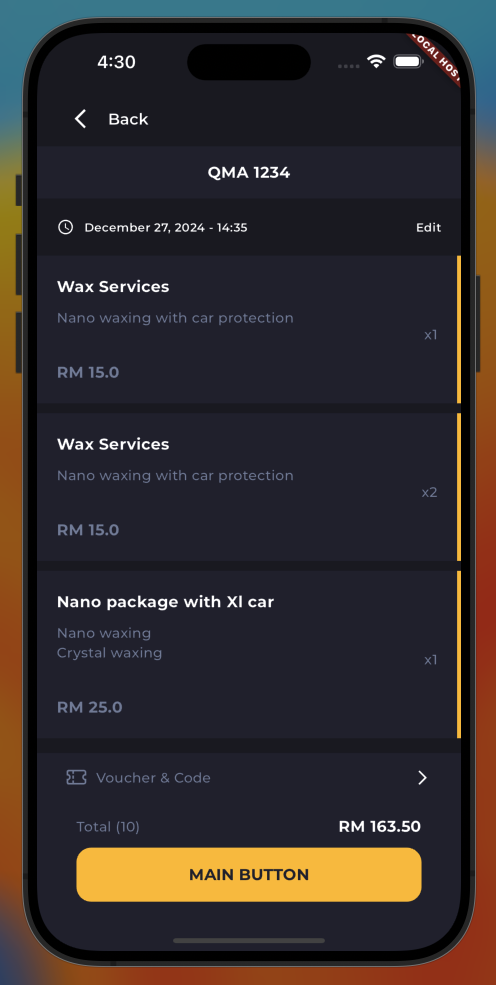 4:30
LOCAL HOST
Back
QMA 1234
December 27, 2024 - 14:35
Edit
Wax Services
Nano waxing with car protection
x1
RM 15.0
Wax Services
Nano waxing with car protection
x2
RM 15.0
Nano package with Xl car
Nano waxing
Crystal waxing
x1
RM 25.0
Voucher & Code
Total (10)
RM 163.50
MAIN BUTTON